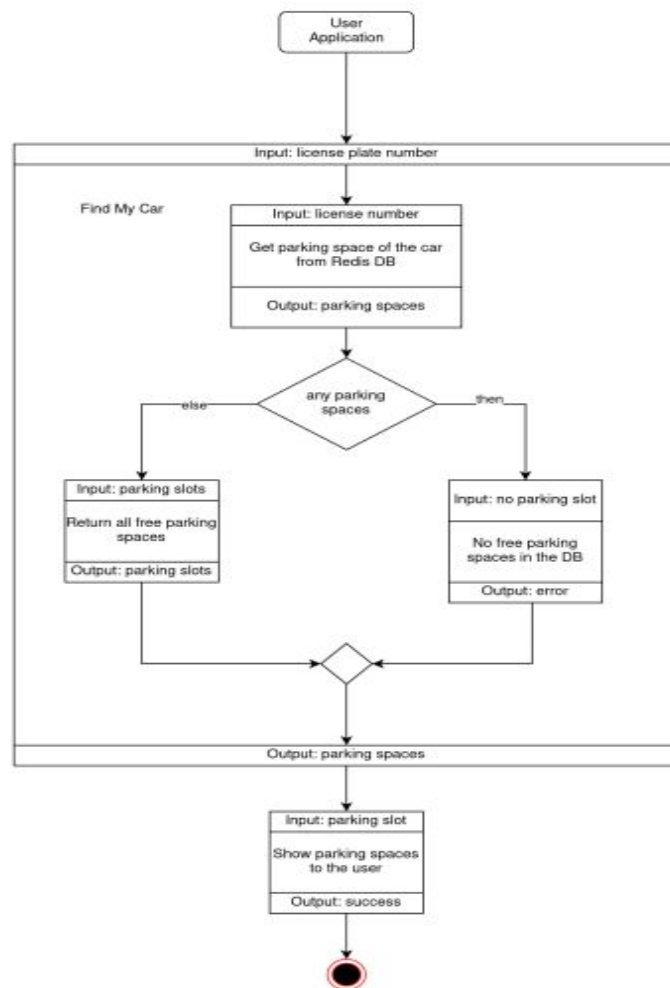 User
Application
Input: license plate number
Find My Car
Input: license number
Get parking space of the car
from Redis DB
Output: parking spaces
any parking
spaces
else
then
Input: parking slots
Return all free parking
spaces
Output: parking slots
Input: no parking slot
No free parking
spaces in the DB
Output: error
Output: parking spaces
Input: parking slot
Show parking spaces
to the user
Output: success